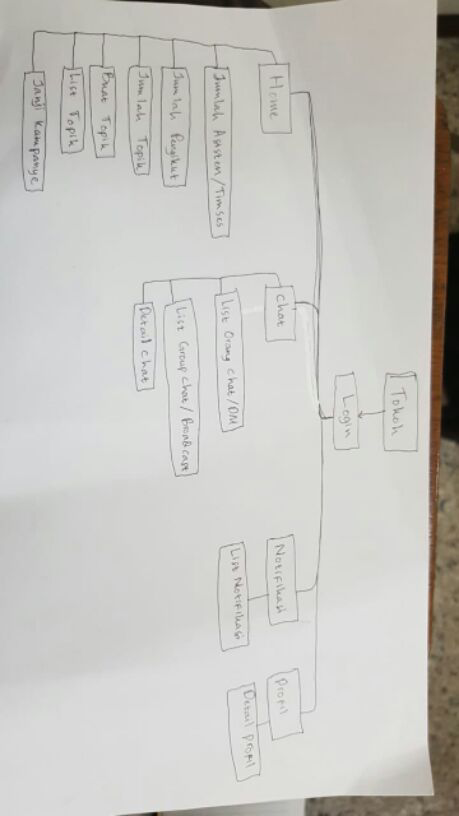 Tokoh
Login
Home
Jumlah Asisten/Timses
Jumlah Pengikut
Jumlah Topik
Buat Topik
List Topik
Janji Kampanye
Chat
List Orang Chat/DM
List Group Chat/Broadcast
Detail Chat
Notifikasi
List Notifikasi
Profil
Detail Profil